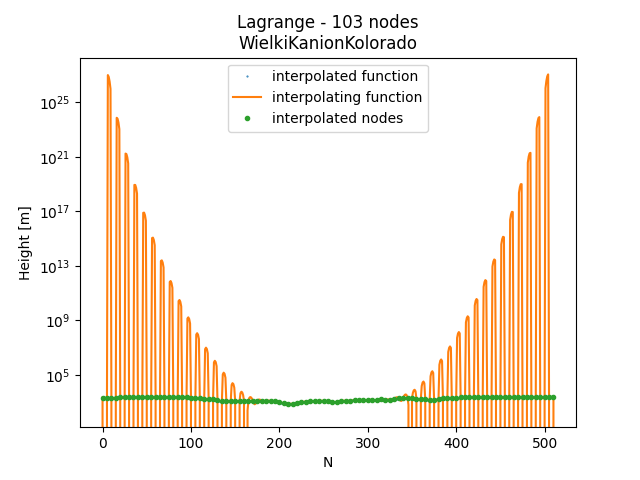 Lagrange - 103 nodes
WielkiKanionKolorado
interpolated function
interpolating function
interpolated nodes
Height [m]
10^25
10^21
10^17
10^13
10^9
10^5
0 100 200 300 400 500
N